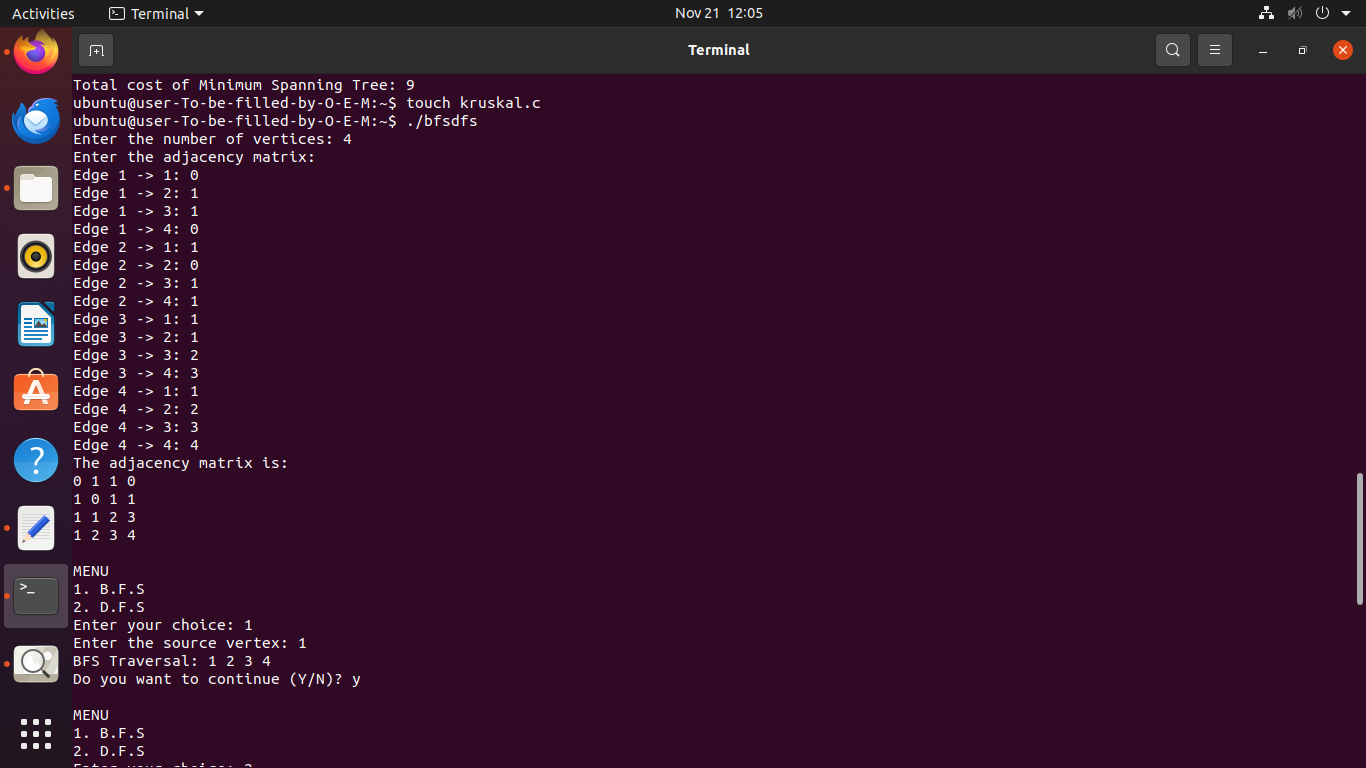 Activities Terminal Nov 21 12:05
Terminal
Total cost of Minimum Spanning Tree: 9
ubuntu@user-To-be-filled-by-O-E-M:~$ touch kruskal.c
ubuntu@user-To-be-filled-by-O-E-M:~$ ./bfsdfs
Enter the number of vertices: 4
Enter the adjacency matrix:
Edge 1 -> 1: 0
Edge 1 -> 2: 1
Edge 1 -> 3: 1
Edge 1 -> 4: 0
Edge 2 -> 1: 1
Edge 2 -> 2: 0
Edge 2 -> 3: 1
Edge 2 -> 4: 1
Edge 3 -> 1: 1
Edge 3 -> 2: 1
Edge 3 -> 3: 2
Edge 3 -> 4: 3
Edge 4 -> 1: 1
Edge 4 -> 2: 2
Edge 4 -> 3: 3
Edge 4 -> 4: 4
The adjacency matrix is:
0 1 1 0
1 0 1 1
1 1 2 3
1 2 3 4
MENU
1. B.F.S
2. D.F.S
Enter your choice: 1
Enter the source vertex: 1
BFS Traversal: 1 2 3 4
Do you want to continue (Y/N)? y
MENU
1. B.F.S
2. D.F.S
Enter your choice: